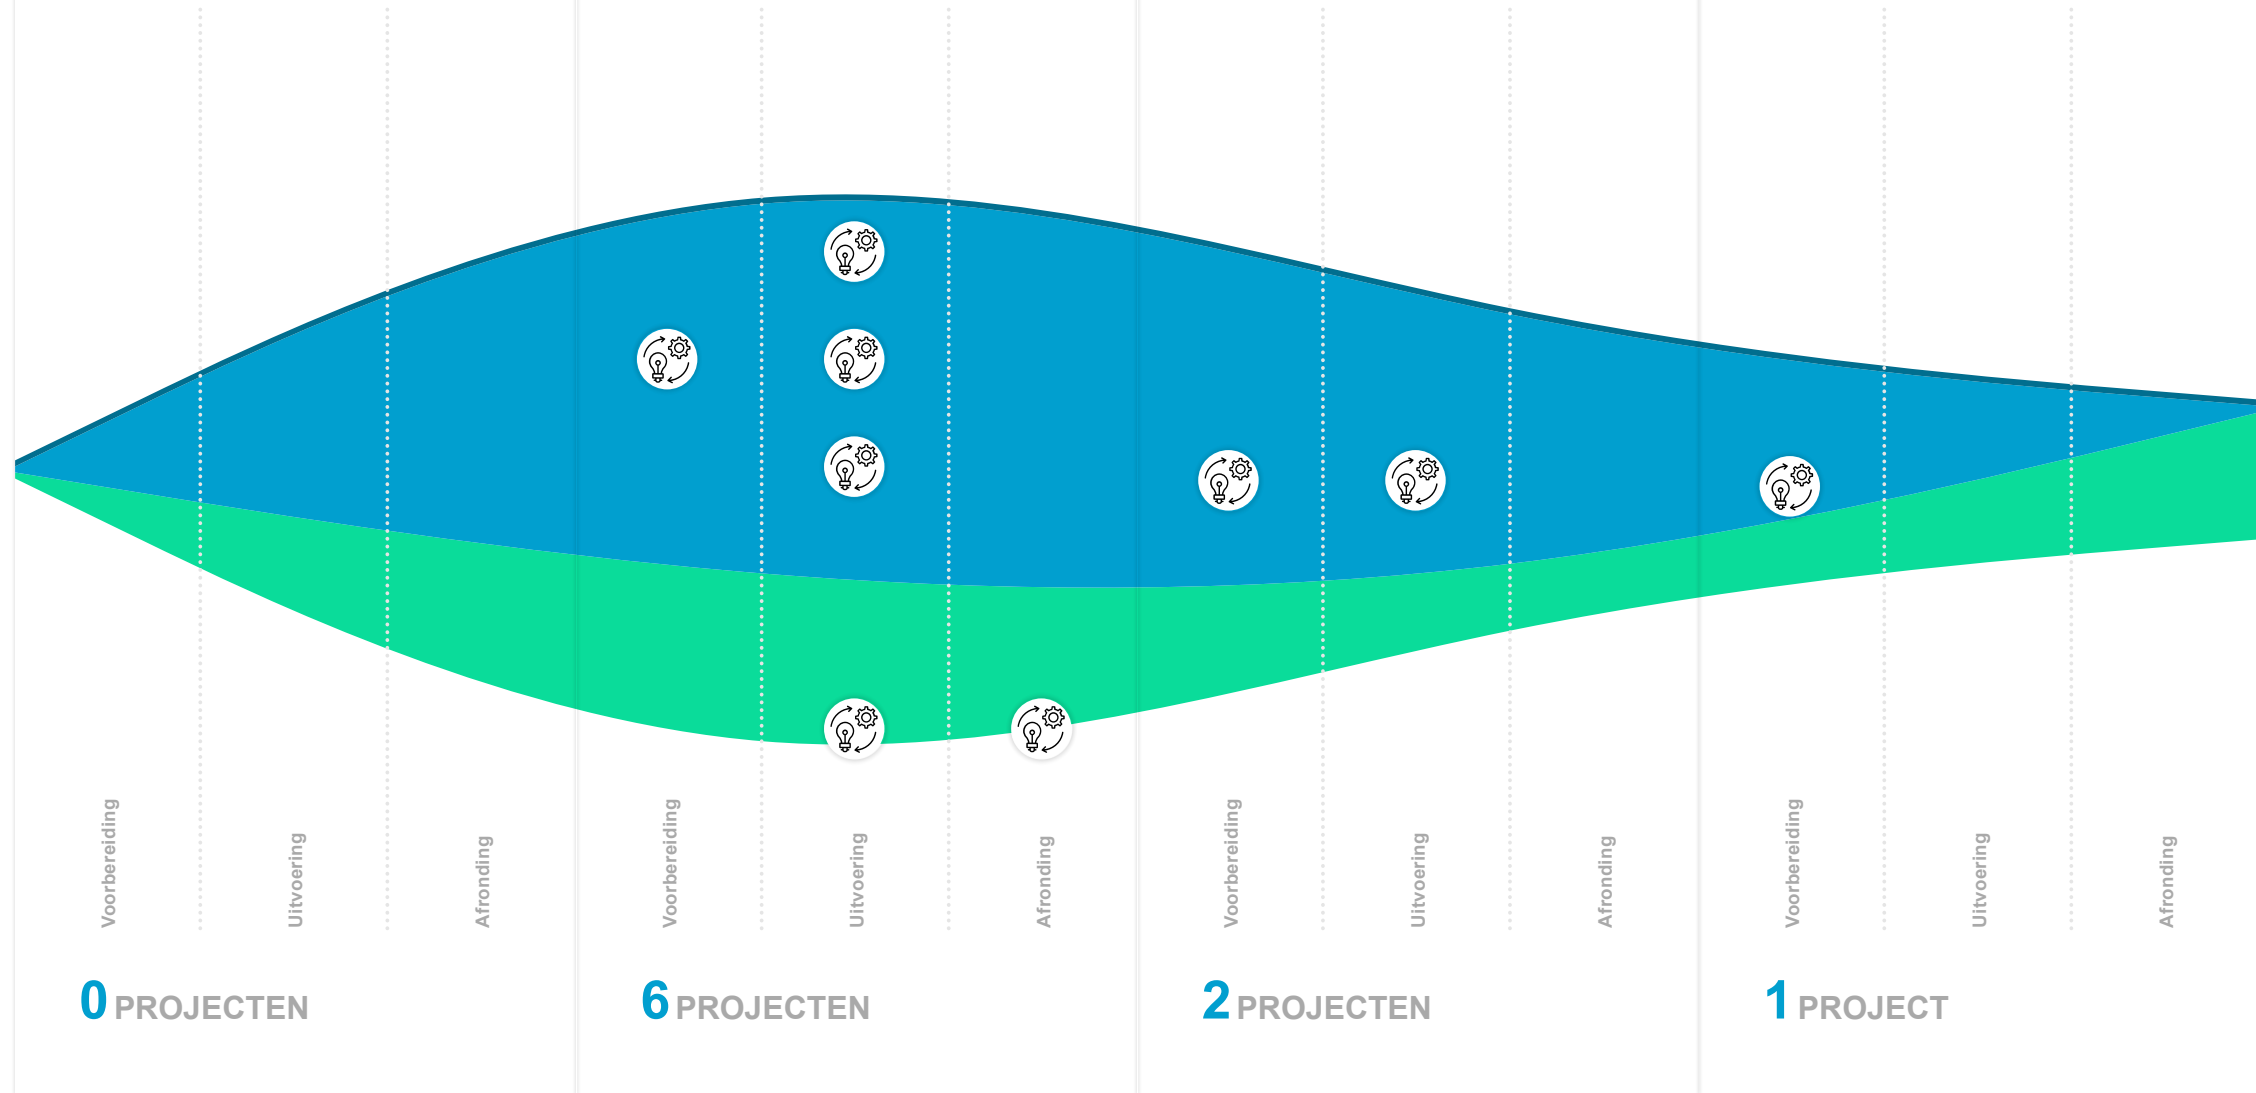 Voorbereiding
Uitvoering
Afronding
Voorbereiding
Uitvoering
Afronding
Voorbereiding
Uitvoering
Afronding
Voorbereiding
Uitvoering
Afronding
0 PROJECTEN
6 PROJECTEN
2 PROJECTEN
1 PROJECT